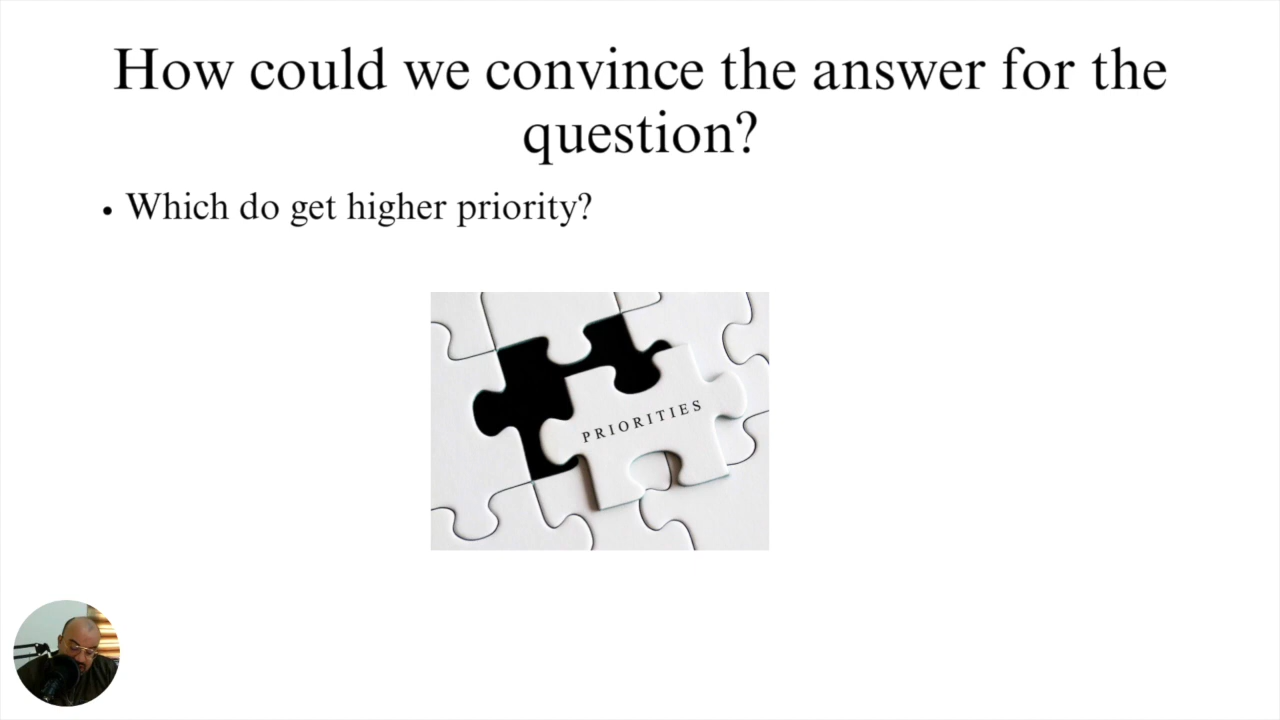 How could we convince the answer for the
question?
• Which do get higher priority?
PRIORITIES